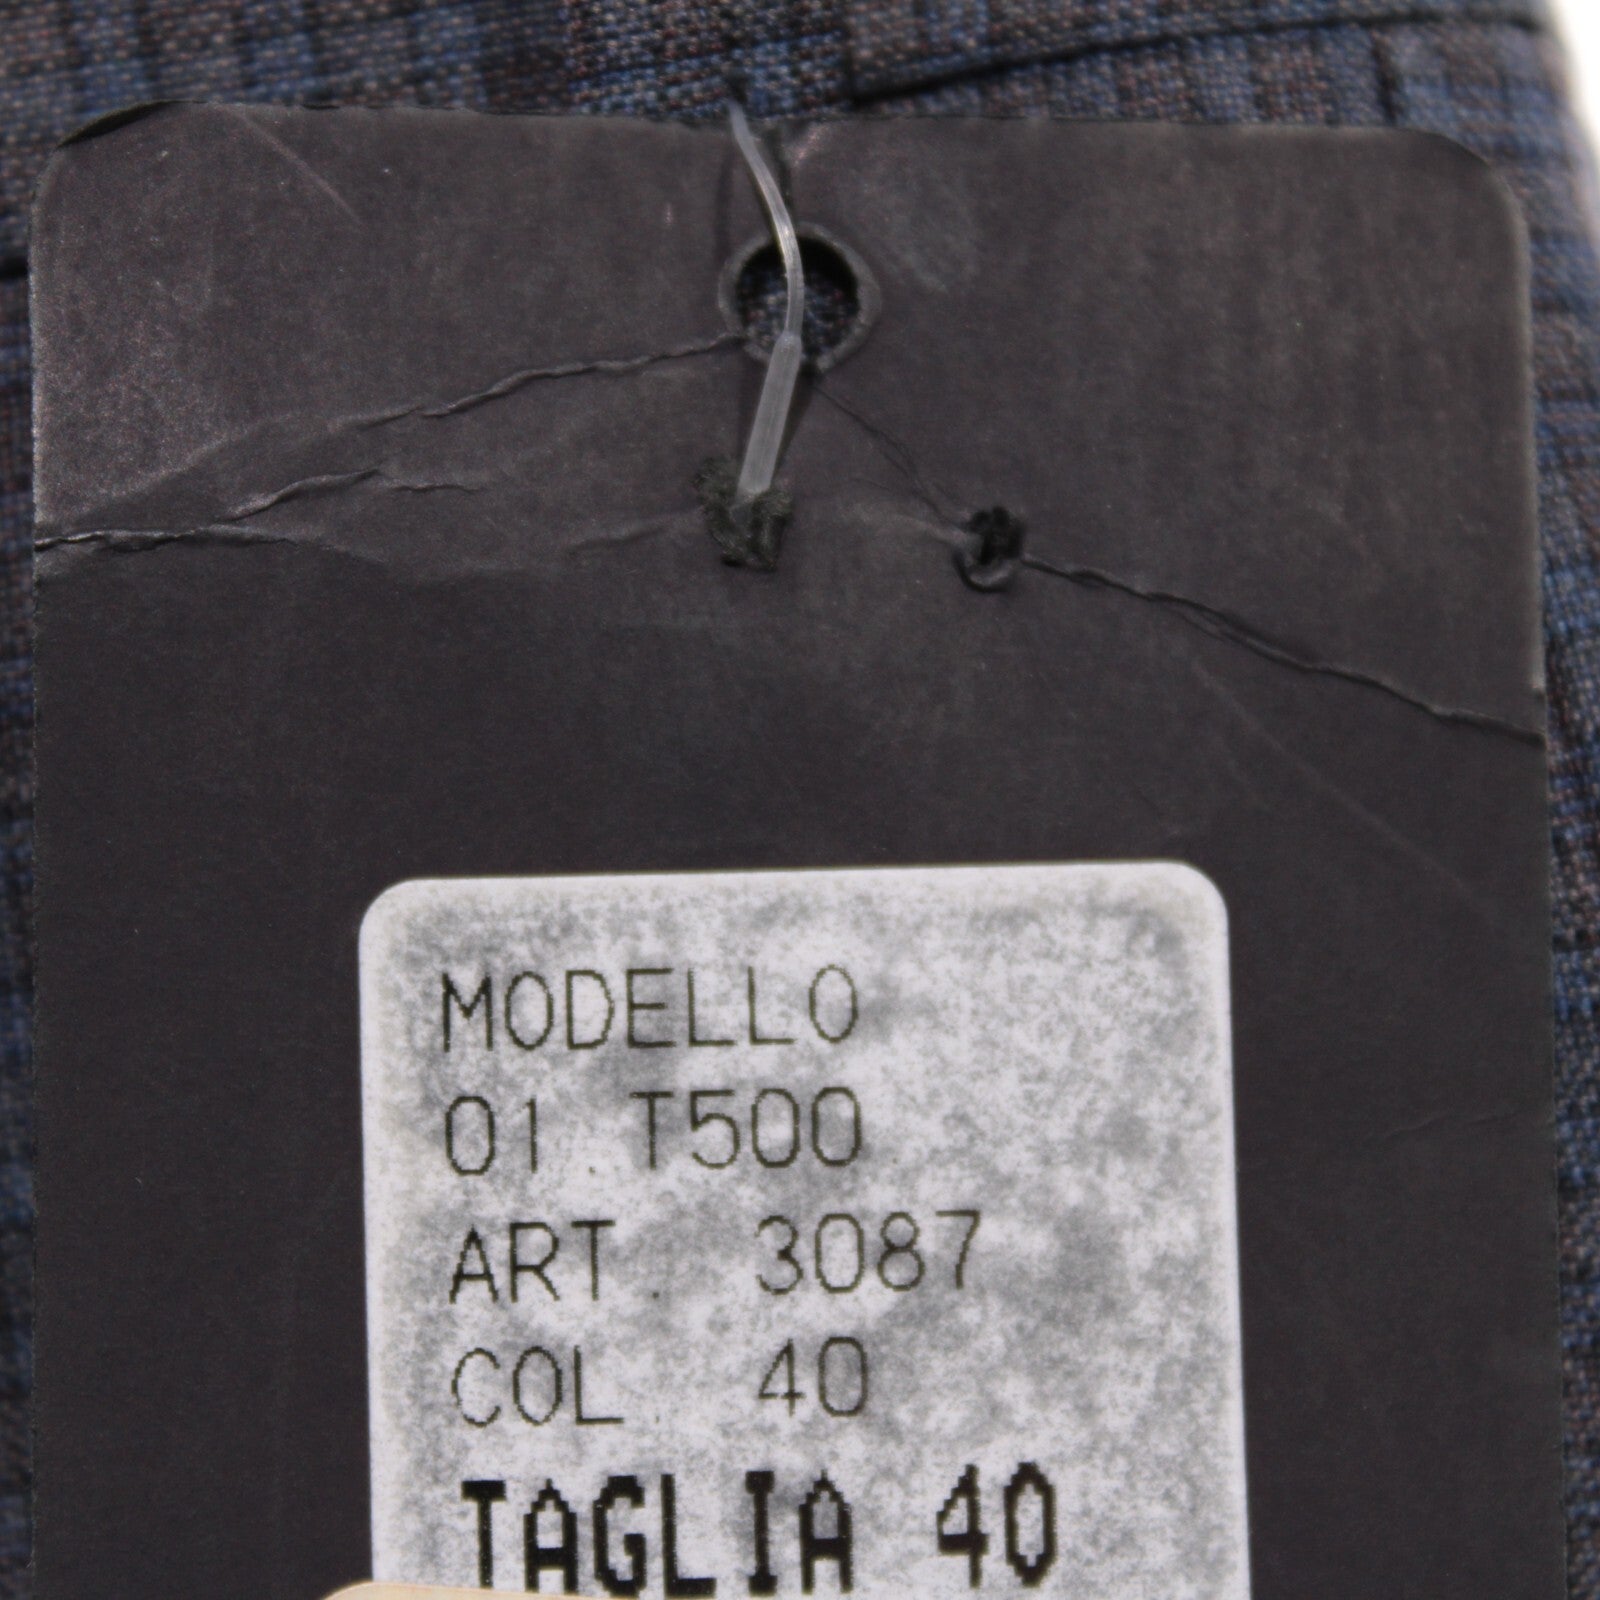 MODELLO
01 T500
ART. 3087
COL. 40
TAGLIA 40